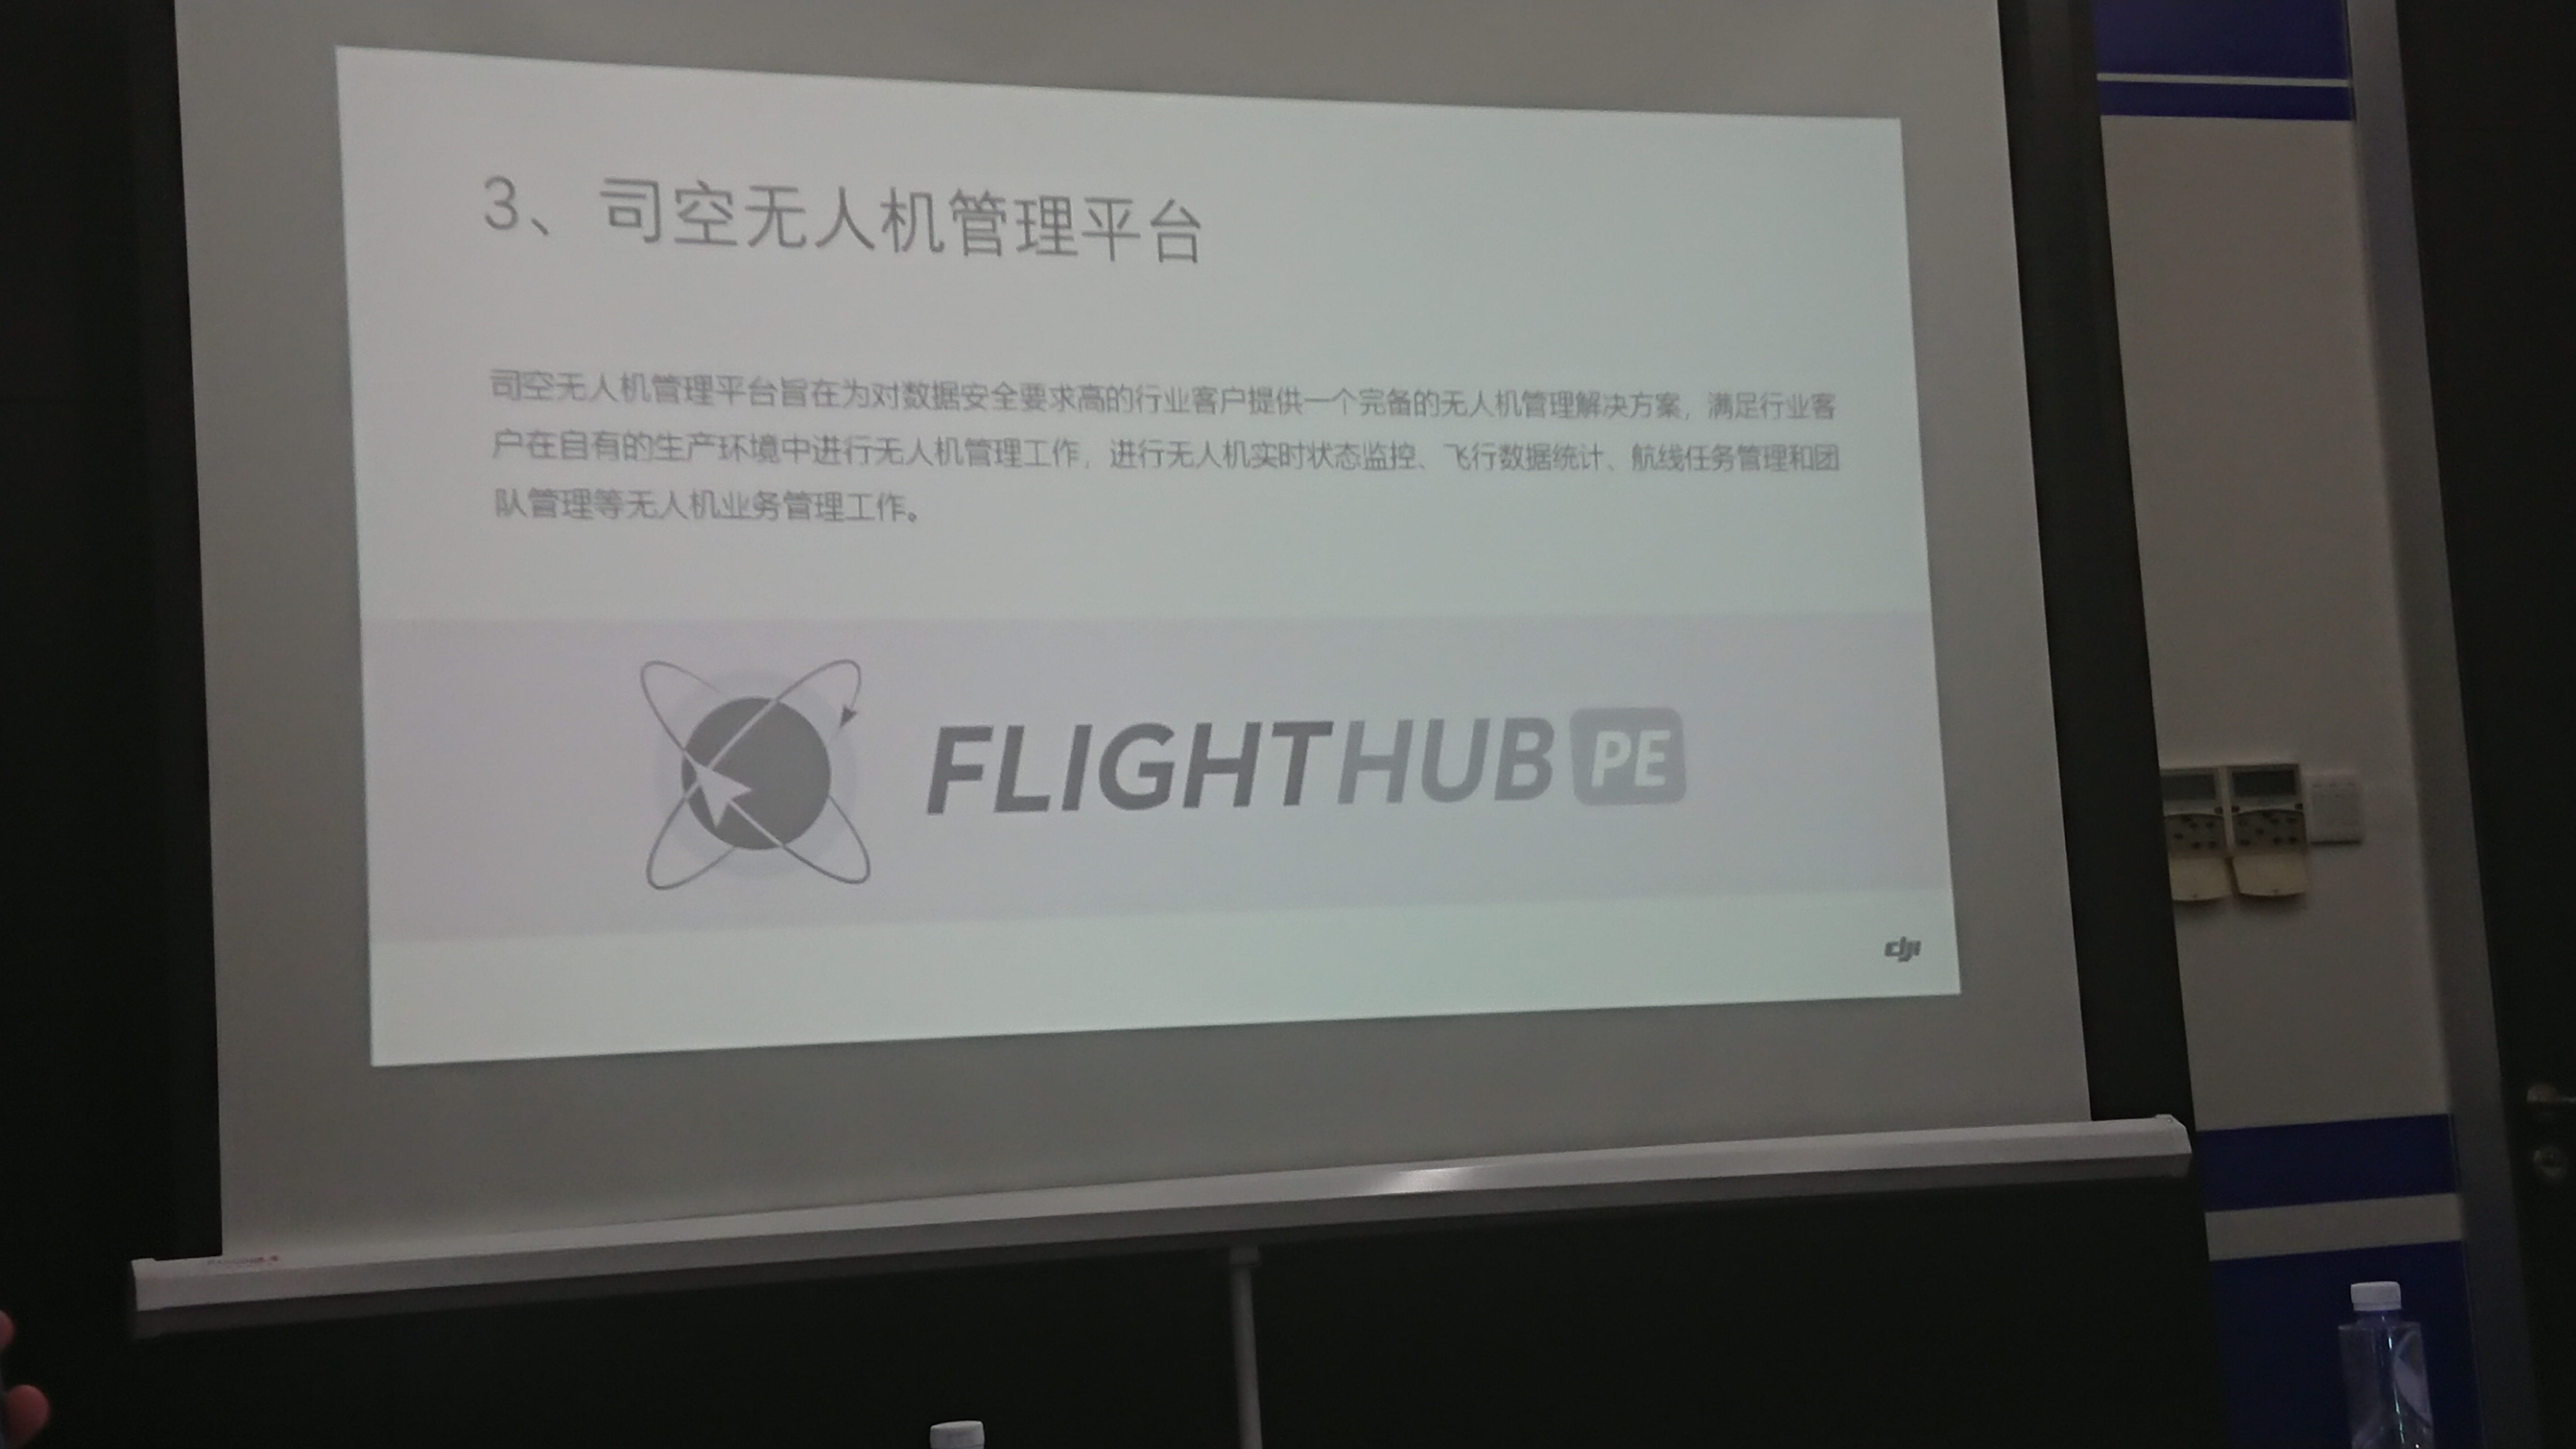 3、司空无人机管理平台
司空无人机管理平台旨在为对数据安全要求高的行业客户提供一个完备的无人机管理解决方案，满足行业客
户在自有的生产环境中进行无人机管理工作，进行无人机实时状态监控、飞行数据统计、航线任务管理和团
队管理等无人机业务管理工作。
FLIGHTHUB PE
dji